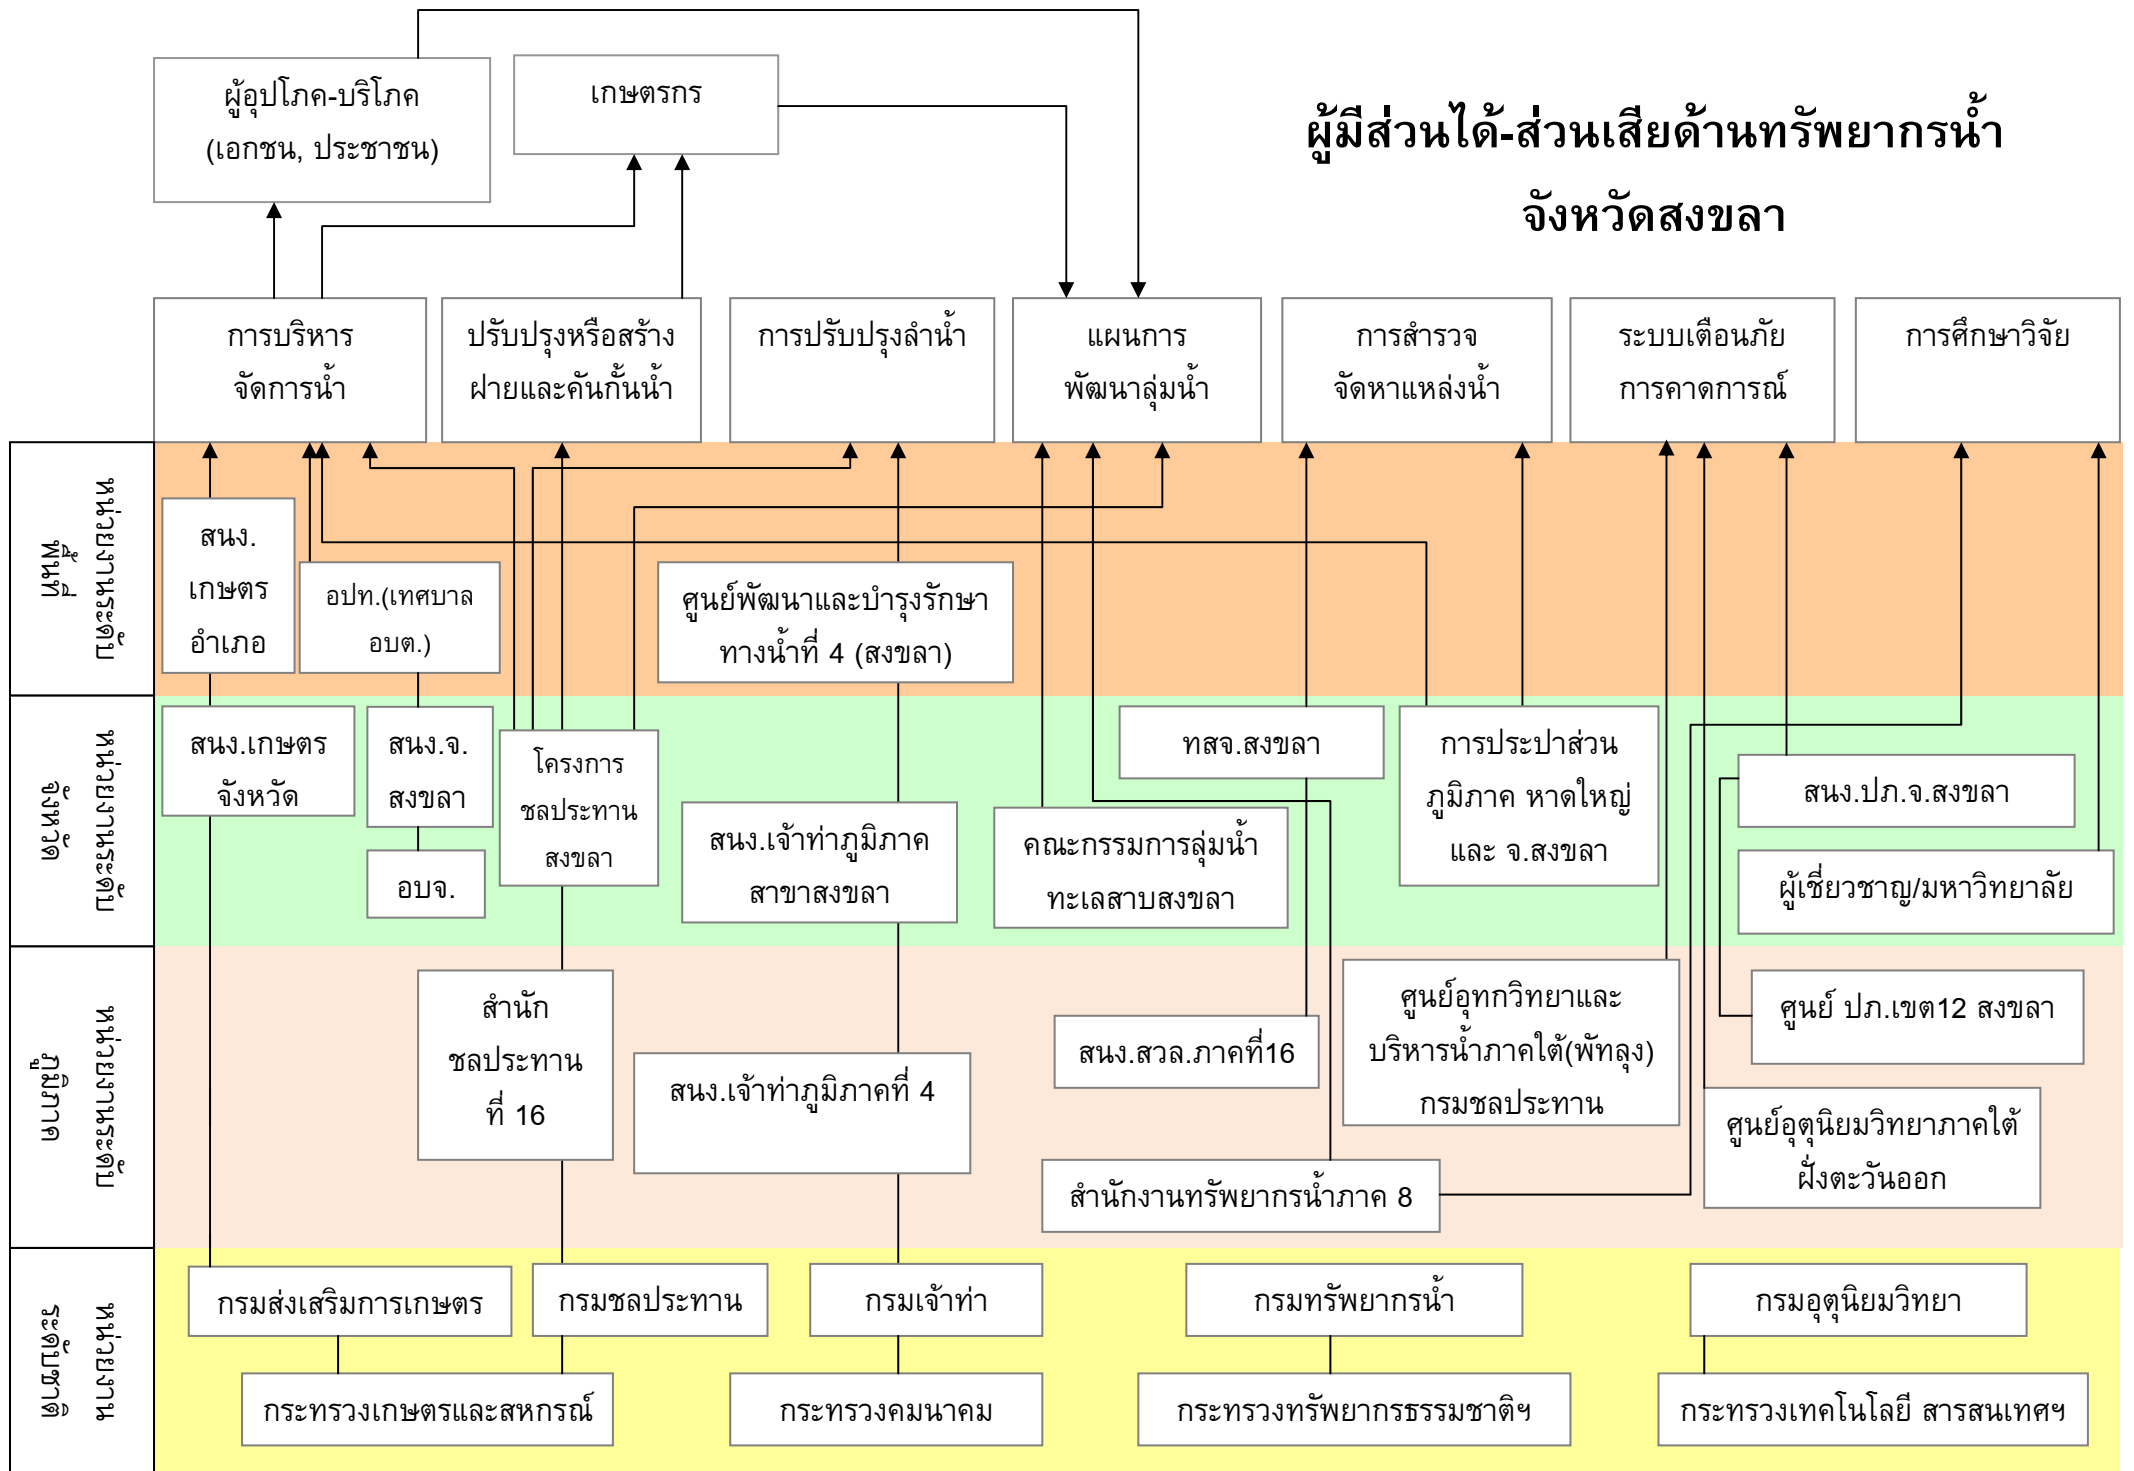 ผู้อุปโภค-บริโภค
(เอกชน, ประชาชน)
เกษตรกร
ผู้มีส่วนได้-ส่วนเสียด้านทรัพยากรน้ำ
จังหวัดสงขลา
การบริหาร
จัดการน้ำ
ปรับปรุงหรือสร้าง
ฝายและคันกั้นน้ำ
การปรับปรุงลำน้ำ
แผนการ
พัฒนาลุ่มน้ำ
การสำรวจ
จัดหาแหล่งน้ำ
ระบบเตือนภัย
การคาดการณ์
การศึกษาวิจัย
หน่วยงานระดับ
พื้นที่
สนง.
เกษตร
อำเภอ
อปท.(เทศบาล
อบต.)
ศูนย์พัฒนาและบำรุงรักษา
ทางน้ำที่ 4 (สงขลา)
หน่วยงานระดับ
จังหวัด
สนง.เกษตร
จังหวัด
สนง.จ.
สงขลา
อบจ.
โครงการ
ชลประทาน
สงขลา
สนง.เจ้าท่าภูมิภาค
สาขาสงขลา
คณะกรรมการลุ่มน้ำ
ทะเลสาบสงขลา
ทสจ.สงขลา
การประปาส่วน
ภูมิภาค หาดใหญ่
และ จ.สงขลา
สนง.ปภ.จ.สงขลา
ผู้เชี่ยวชาญ/มหาวิทยาลัย
หน่วยงานระดับ
ภูมิภาค
สำนัก
ชลประทาน
ที่ 16
สนง.เจ้าท่าภูมิภาคที่ 4
สนง.สวล.ภาคที่16
สำนักงานทรัพยากรน้ำภาค 8
ศูนย์อุทกวิทยาและ
บริหารน้ำภาคใต้(พัทลุง)
กรมชลประทาน
ศูนย์ ปภ.เขต12 สงขลา
ศูนย์อุตุนิยมวิทยาภาคใต้
ฝั่งตะวันออก
หน่วยงาน
ระดับชาติ
กรมส่งเสริมการเกษตร
กรมชลประทาน
กรมเจ้าท่า
กรมทรัพยากรน้ำ
กรมอุตุนิยมวิทยา
กระทรวงเกษตรและสหกรณ์
กระทรวงคมนาคม
กระทรวงทรัพยากรธรรมชาติฯ
กระทรวงเทคโนโลยี สารสนเทศฯ